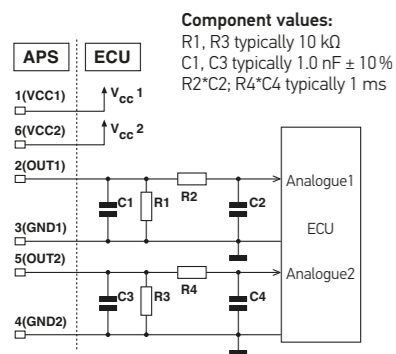 Component values:
R1, R3 typically 10 kΩ
C1, C3 typically 1.0 nF ± 10 %
R2*C2; R4*C4 typically 1 ms
APS
ECU
1(VCC1)
Vcc 1
6(VCC2)
Vcc 2
2(OUT1)
C1
R1
R2
C2
Analogue1
3(GND1)
ECU
5(OUT2)
C3
R3
R4
C4
Analogue2
4(GND2)